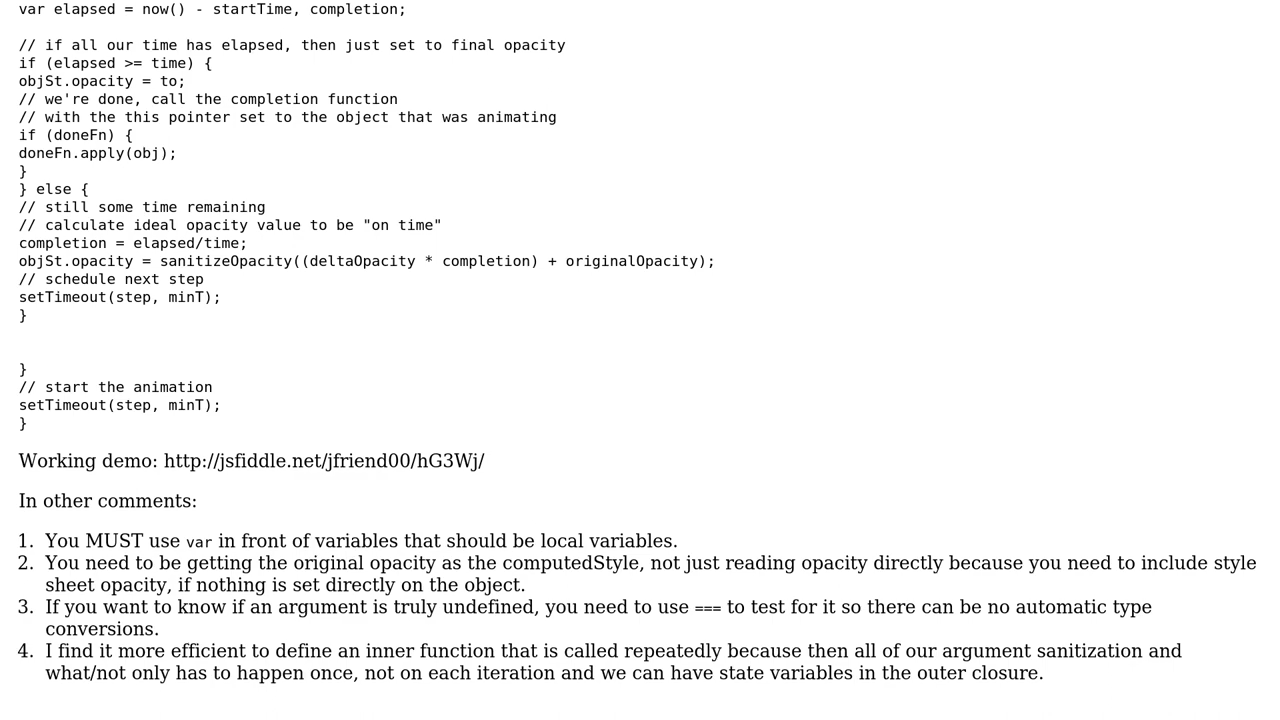 var elapsed = now() - startTime, completion;
// if all our time has elapsed, then just set to final opacity
if (elapsed >= time) {
objSt.opacity = to;
// we're done, call the completion function
// with the this pointer set to the object that was animating
if (doneFn) {
doneFn.apply(obj);
}
} else {
// still some time remaining
// calculate ideal opacity value to be "on time"
completion = elapsed/time;
objSt.opacity = sanitizeOpacity((deltaOpacity * completion) + originalOpacity);
// schedule next step
setTimeout(step, minT);
}
}
// start the animation
setTimeout(step, minT);
}
Working demo: http://jsfiddle.net/jfriend00/hG3Wj/
In other comments:
1. You MUST use var in front of variables that should be local variables.
2. You need to be getting the original opacity as the computedStyle, not just reading opacity directly because you need to include style
sheet opacity, if nothing is set directly on the object.
3. If you want to know if an argument is truly undefined, you need to use === to test for it so there can be no automatic type
conversions.
4. I find it more efficient to define an inner function that is called repeatedly because then all of our argument sanitization and
what/not only has to happen once, not on each iteration and we can have state variables in the outer closure.